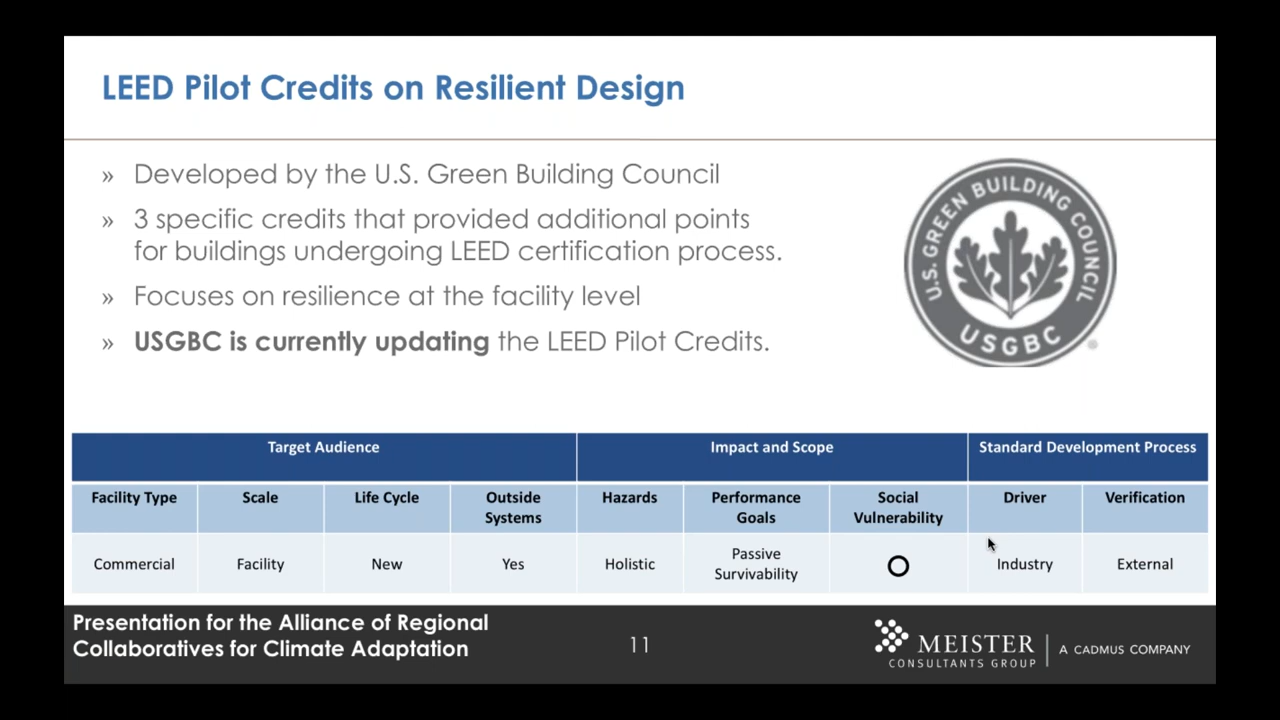 LEED Pilot Credits on Resilient Design
» Developed by the U.S. Green Building Council
» 3 specific credits that provided additional points
for buildings undergoing LEED certification process.
» Focuses on resilience at the facility level
» USGBC is currently updating the LEED Pilot Credits.
U.S. GREEN BUILDING COUNCIL
USGBC
®
Target Audience Impact and Scope Standard Development Process
Facility Type Scale Life Cycle Outside Systems Hazards Performance Goals Social Vulnerability Driver Verification
Commercial Facility New Yes Holistic Passive Survivability O Industry External
Presentation for the Alliance of Regional
Collaboratives for Climate Adaptation
11
MEISTER
CONSULTANTS GROUP
A CADMUS COMPANY